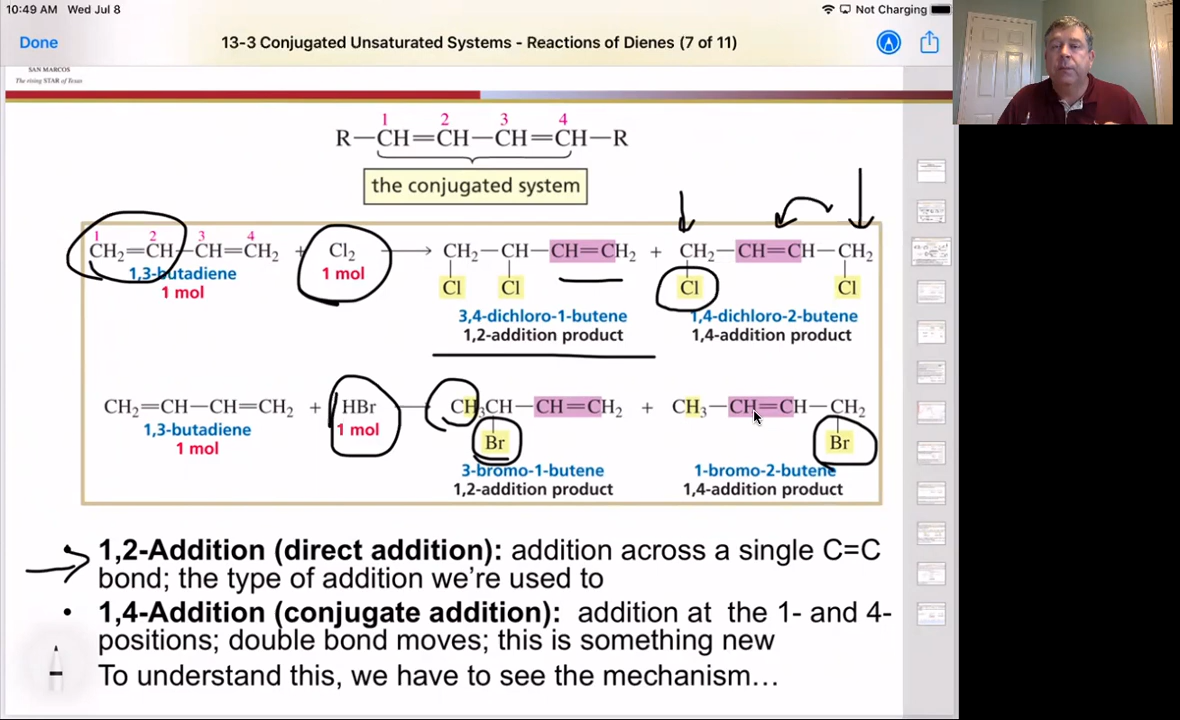 10:49 AM Wed Jul 8
Not Charging
Done
13-3 Conjugated Unsaturated Systems - Reactions of Dienes (7 of 11)
SAN MARCOS
The rising STAR of Texas
1 2 3 4
R—CH=CH—CH=CH—R
the conjugated system
1 2 3 4
CH₂=CH—CH=CH₂ + Cl₂ ⟶ CH₂—CH—CH=CH₂ + CH₂—CH=CH—CH₂
1,3-butadiene 1 mol Cl Cl Cl Cl
1 mol
3,4-dichloro-1-butene 1,4-dichloro-2-butene
1,2-addition product 1,4-addition product
CH₂=CH—CH=CH₂ + HBr ⟶ CH₃CH—CH=CH₂ + CH₃—CH=CH—CH₂
1,3-butadiene 1 mol Br Br
1 mol
3-bromo-1-butene 1-bromo-2-butene
1,2-addition product 1,4-addition product
• 1,2-Addition (direct addition): addition across a single C=C
bond; the type of addition we're used to
• 1,4-Addition (conjugate addition): addition at the 1- and 4-
positions; double bond moves; this is something new
To understand this, we have to see the mechanism…